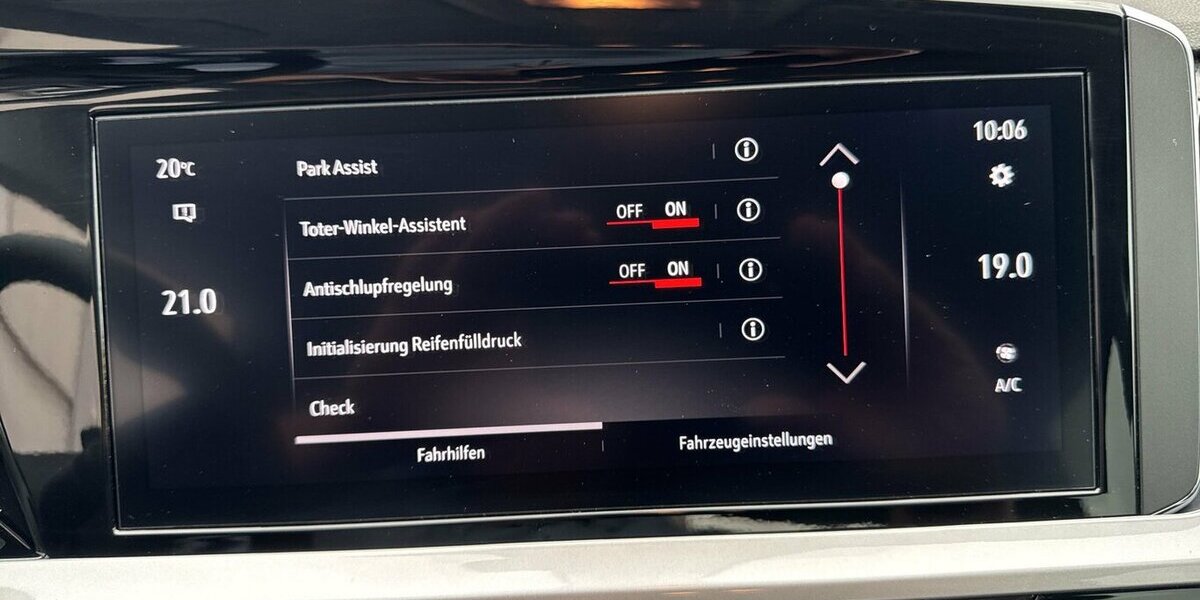 20°C
10:06
Park Assist
Toter-Winkel-Assistent OFF ON
Antischlupfregelung OFF ON
21.0
19.0
Initialisierung Reifenfülldruck
A/C
Check
Fahrhilfen
Fahrzeugeinstellungen